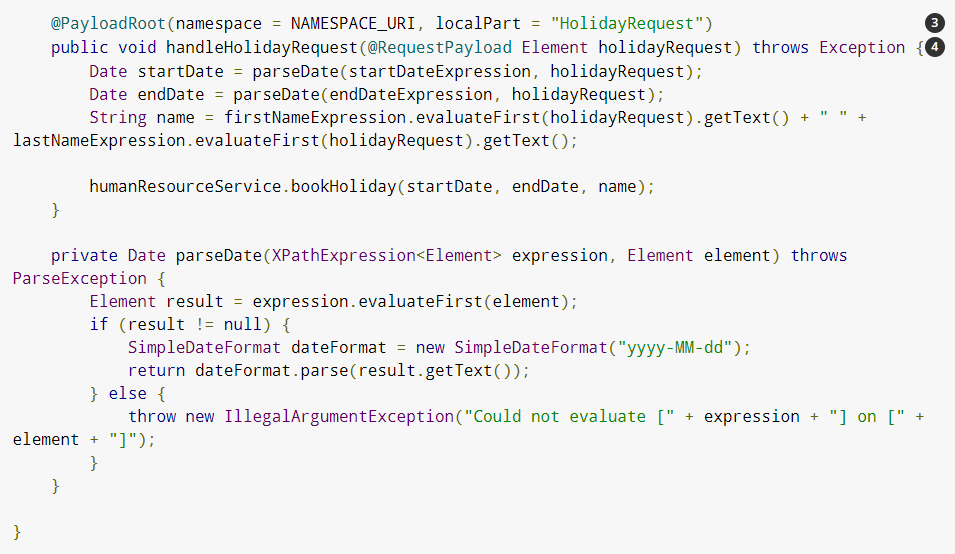 @PayloadRoot(namespace = NAMESPACE_URI, localPart = "HolidayRequest") 3
public void handleHolidayRequest(@RequestPayload Element holidayRequest) throws Exception { 4
Date startDate = parseDate(startDateExpression, holidayRequest);
Date endDate = parseDate(endDateExpression, holidayRequest);
String name = firstNameExpression.evaluateFirst(holidayRequest).getText() + " " +
lastNameExpression.evaluateFirst(holidayRequest).getText();
humanResourceService.bookHoliday(startDate, endDate, name);
}
private Date parseDate(XPathExpression<Element> expression, Element element) throws
ParseException {
Element result = expression.evaluateFirst(element);
if (result != null) {
SimpleDateFormat dateFormat = new SimpleDateFormat("yyyy-MM-dd");
return dateFormat.parse(result.getText());
} else {
throw new IllegalArgumentException("Could not evaluate [" + expression + "] on [" +
element + "]");
}
}
}